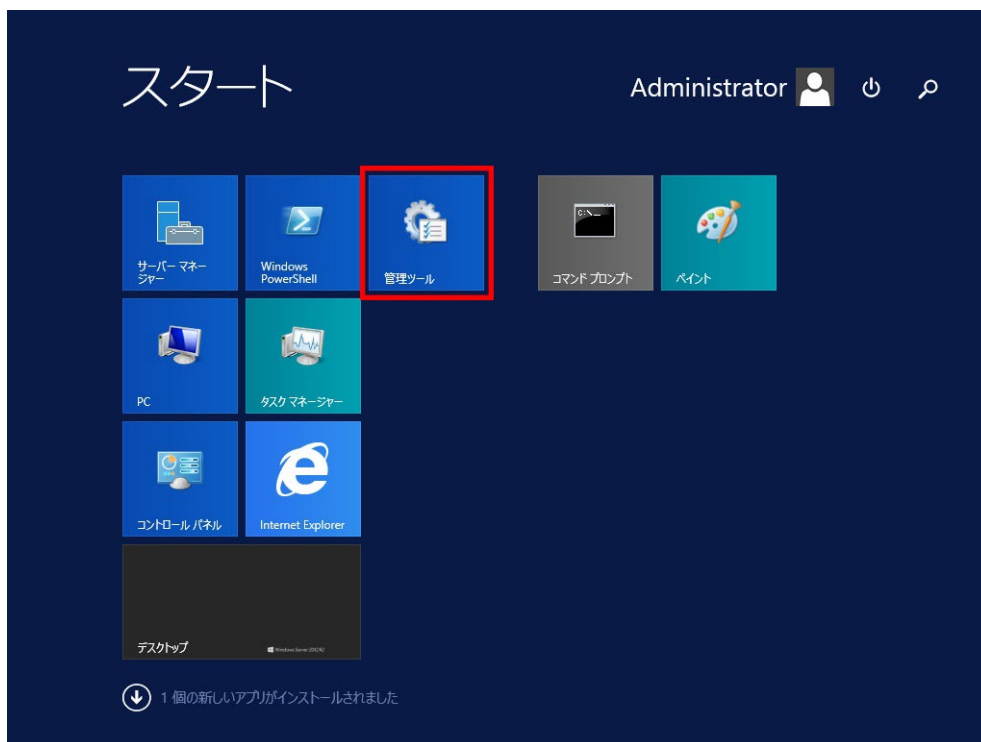 スタート
Administrator
サーバー マネー
ジャー
Windows
PowerShell
管理ツール
コマンド プロンプト
ペイント
PC
タスク マネージャー
コントロール パネル
Internet Explorer
デスクトップ
Windows Server 2012 R2
1 個の新しいアプリがインストールされました